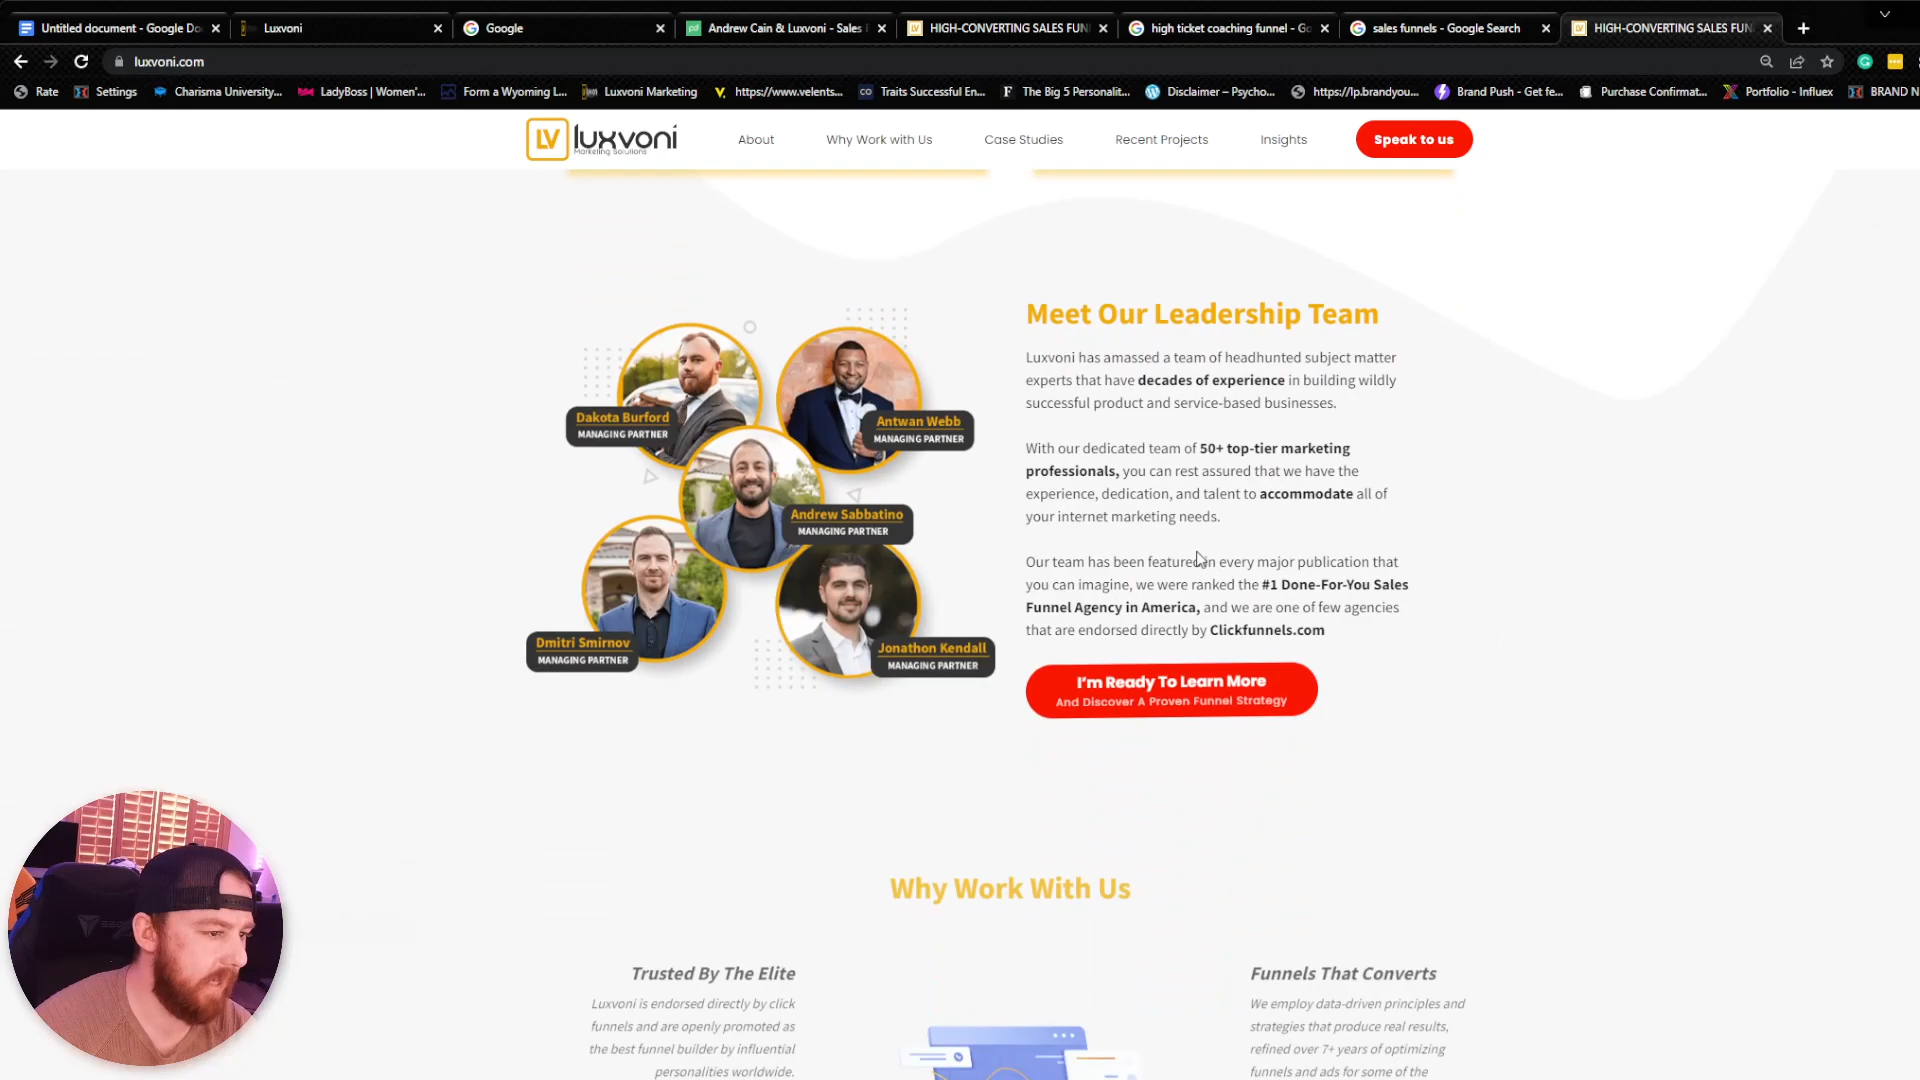 Untitled document - Google Do
Luxvoni
Google
Andrew Cain & Luxvoni - Sales
HIGH-CONVERTING SALES FUN
high ticket coaching funnel - Go
sales funnels - Google Search
HIGH-CONVERTING SALES FUN
luxvoni.com
Rate
Settings
Charisma University...
LadyBoss | Women'...
Form a Wyoming L...
Luxvoni Marketing
https://www.velents...
Traits Successful En...
The Big 5 Personalit...
Disclaimer – Psycho...
https://lp.brandyou...
Brand Push - Get fe...
Purchase Confirmat...
Portfolio - Influex
BRAND N
LV luxvoni
Marketing Solutions
About
Why Work with Us
Case Studies
Recent Projects
Insights
Speak to us
Dakota Burford
MANAGING PARTNER
Antwan Webb
MANAGING PARTNER
Andrew Sabbatino
MANAGING PARTNER
Dmitri Smirnov
MANAGING PARTNER
Jonathon Kendall
MANAGING PARTNER
Meet Our Leadership Team
Luxvoni has amassed a team of headhunted subject matter
experts that have decades of experience in building wildly
successful product and service-based businesses.
With our dedicated team of 50+ top-tier marketing
professionals, you can rest assured that we have the
experience, dedication, and talent to accommodate all of
your internet marketing needs.
Our team has been featured in every major publication that
you can imagine, we were ranked the #1 Done-For-You Sales
Funnel Agency in America, and we are one of few agencies
that are endorsed directly by Clickfunnels.com
I'm Ready To Learn More
And Discover A Proven Funnel Strategy
Why Work With Us
Trusted By The Elite
Luxvoni is endorsed directly by click
funnels and are openly promoted as
the best funnel builder by influential
personalities worldwide.
Funnels That Converts
We employ data-driven principles and
strategies that produce real results,
refined over 7+ years of optimizing
funnels and ads for some of the